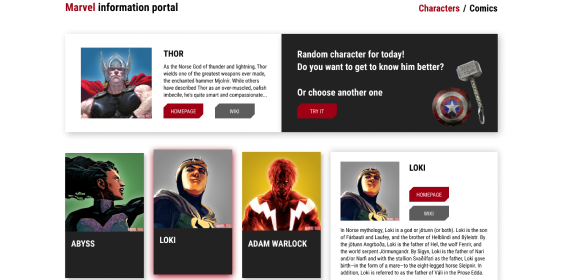 Marvel information portal
Characters / Comics
THOR
As the Norse God of thunder and lightning, Thor
wields one of the greatest weapons ever made,
the enchanted hammer Mjolnir. While others
have described Thor as an over-muscled, oafish
imbecile, he's quite smart and compassionate...
HOMEPAGE
WIKI
Random character for today!
Do you want to get to know him better?
Or choose another one
TRY IT
ABYSS
LOKI
ADAM WARLOCK
LOKI
HOMEPAGE
WIKI
In Norse mythology, Loki is a god or jötunn (or both). Loki is the son
of Fárbauti and Laufey, and the brother of Helblindi and Býleistr. By
the jötunn Angrboða, Loki is the father of Hel, the wolf Fenrir, and
the world serpent Jörmungandr. By Sigyn, Loki is the father of Nari
and/or Narfi and with the stallion Svaðilfari as the father, Loki gave
birth—in the form of a mare—to the eight-legged horse Sleipnir. In
addition, Loki is referred to as the father of Váli in the Prose Edda.